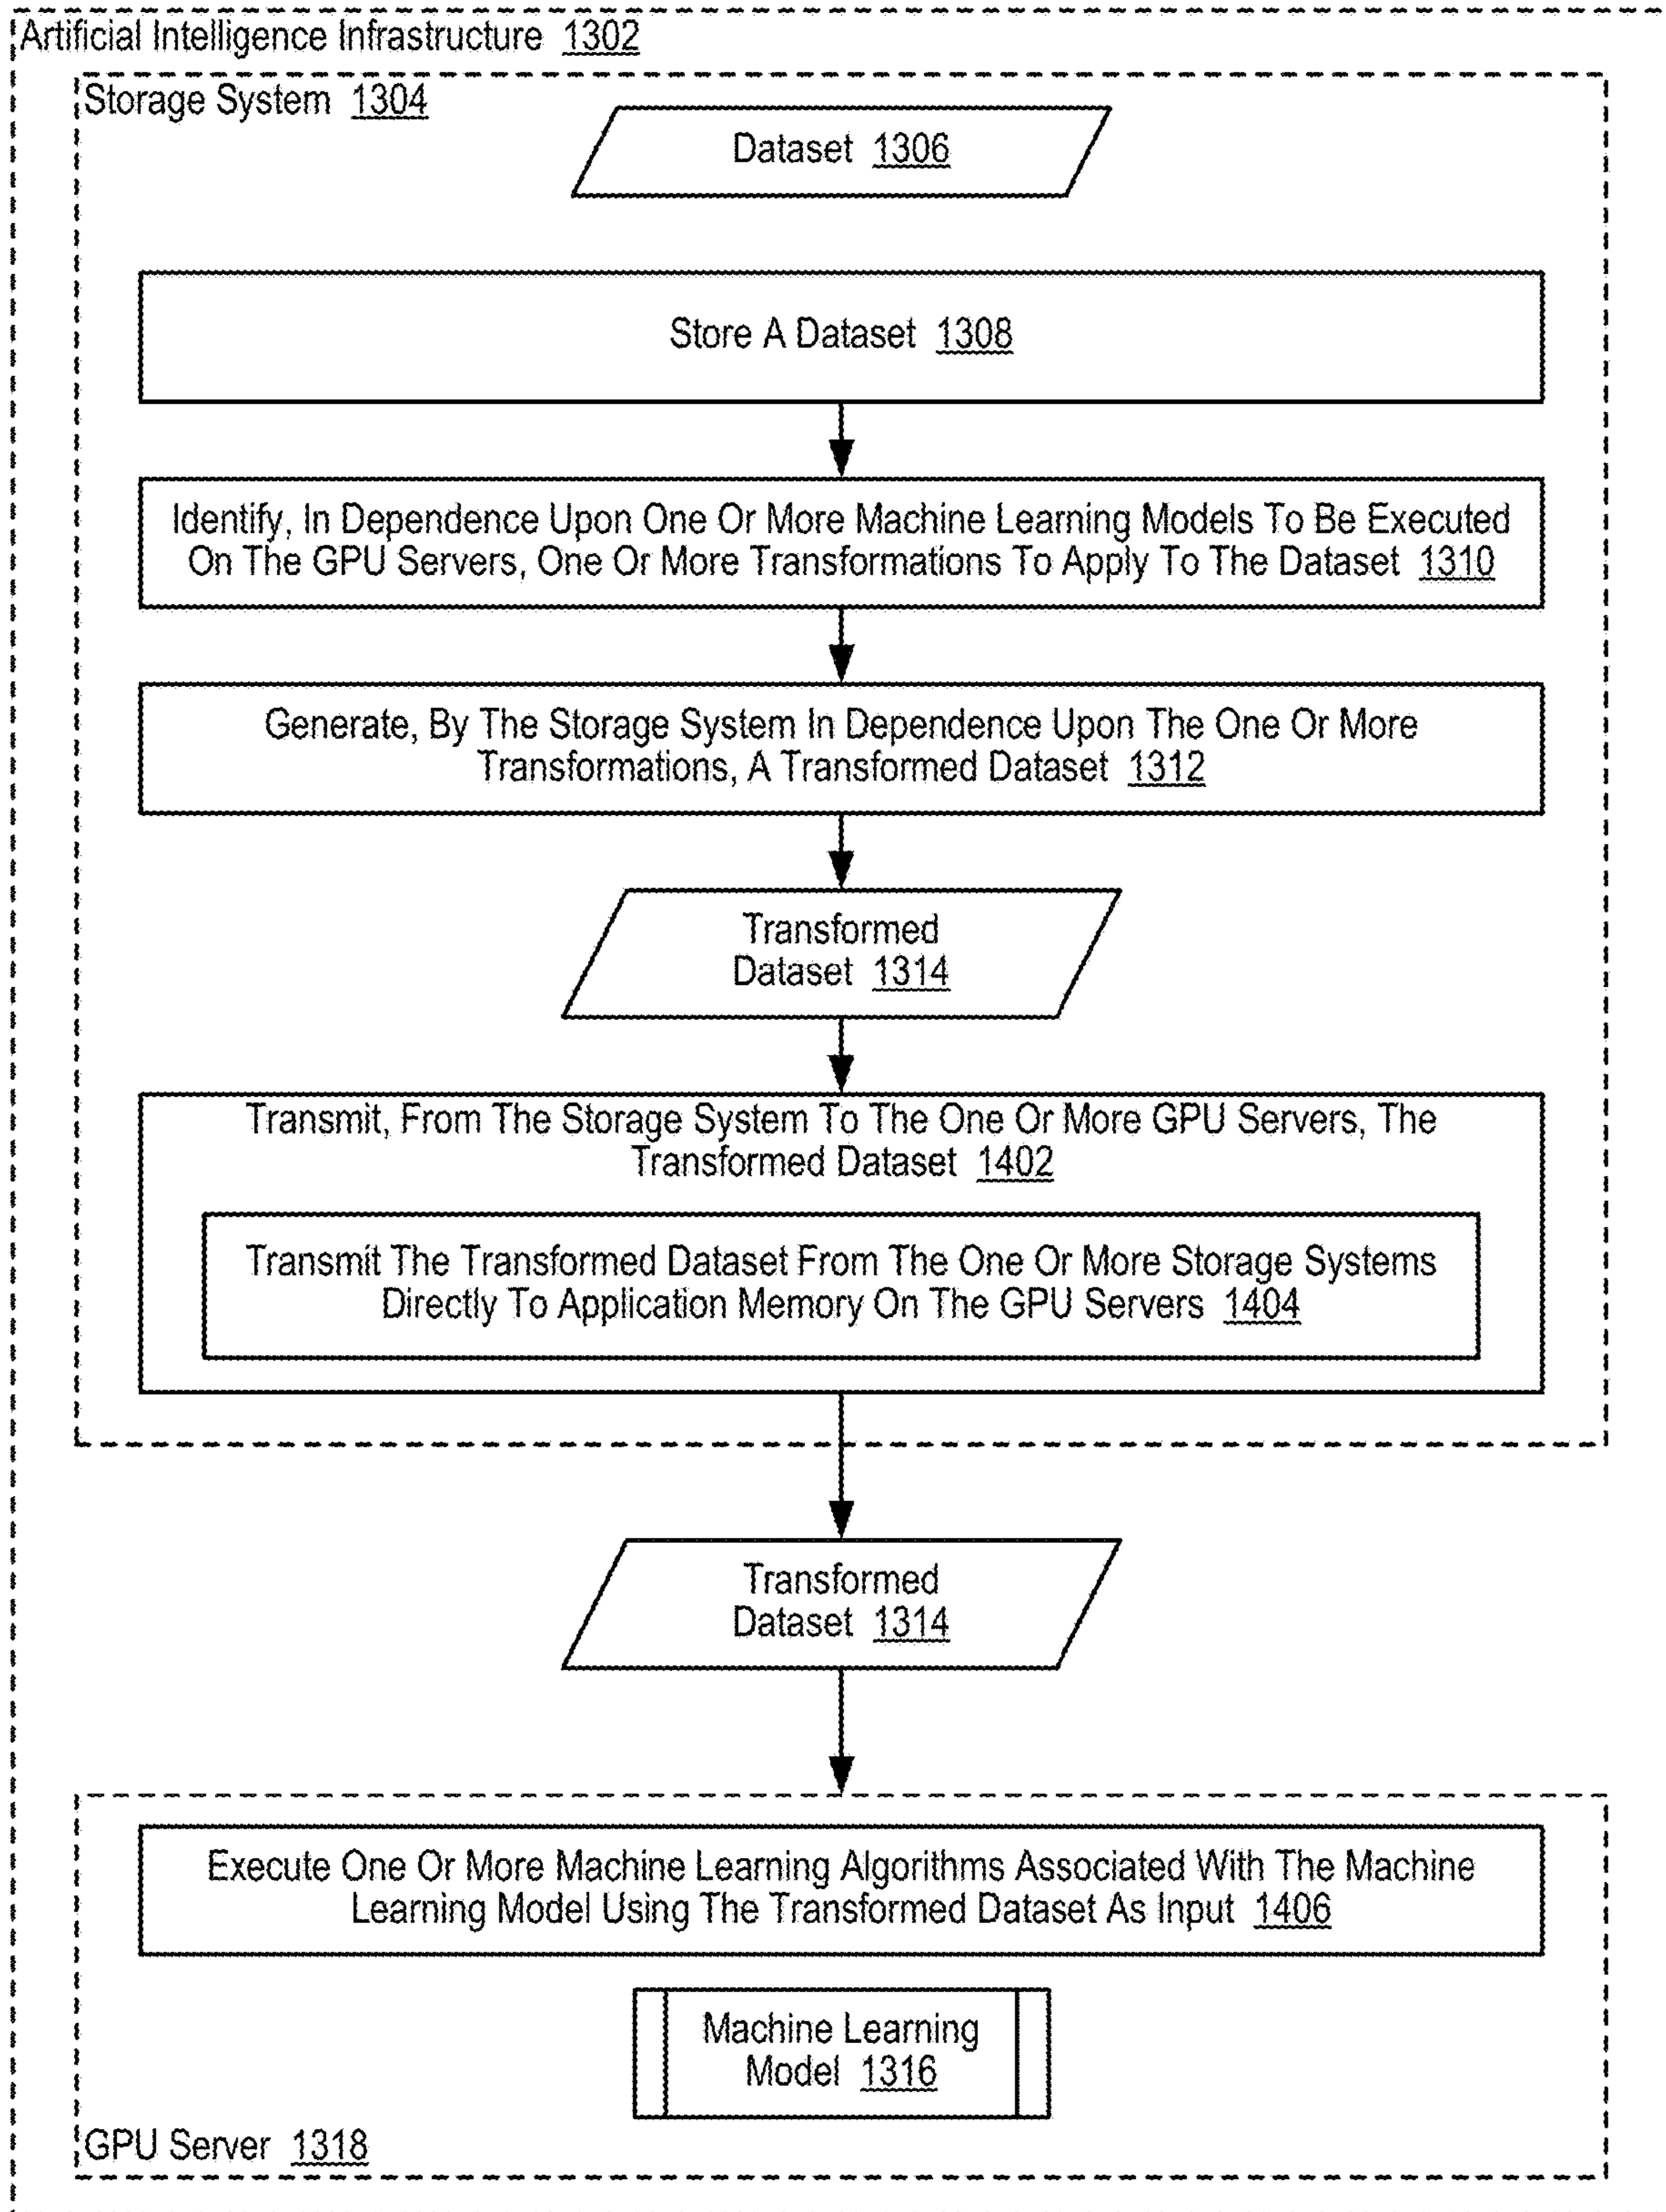 Artificial Intelligence Infrastructure 1302
Storage System 1304
Dataset 1306
Store A Dataset 1308
Identify, In Dependence Upon One Or More Machine Learning Models To Be Executed
On The GPU Servers, One Or More Transformations To Apply To The Dataset 1310
Generate, By The Storage System In Dependence Upon The One Or More
Transformations, A Transformed Dataset 1312
Transformed
Dataset 1314
Transmit, From The Storage System To The One Or More GPU Servers, The
Transformed Dataset 1402
Transmit The Transformed Dataset From The One Or More Storage Systems
Directly To Application Memory On The GPU Servers 1404
Transformed
Dataset 1314
Execute One Or More Machine Learning Algorithms Associated With The Machine
Learning Model Using The Transformed Dataset As Input 1406
Machine Learning
Model 1316
GPU Server 1318